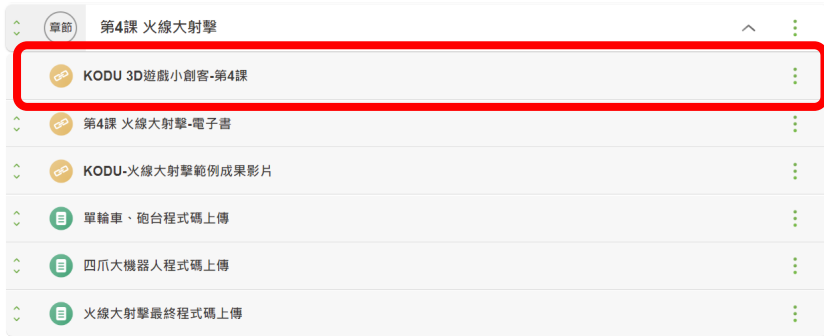 章節 第4課 火線大射擊
KODU 3D遊戲小創客-第4課
第4課 火線大射擊-電子書
KODU-火線大射擊範例成果影片
單輪車、砲台程式碼上傳
四爪大機器人程式碼上傳
火線大射擊最終程式碼上傳